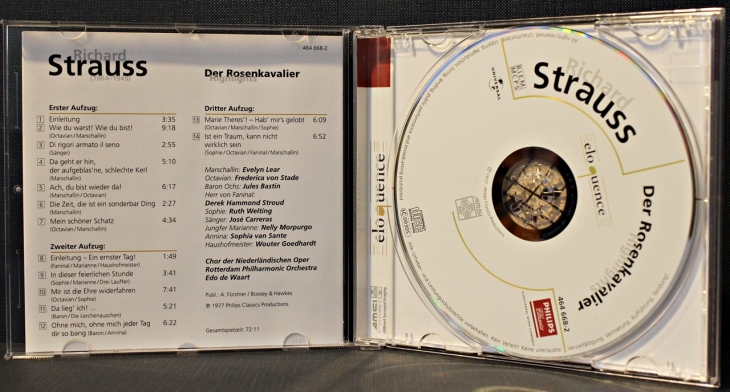 464 668-2
Richard
Strauss
(1864-1949)
Der Rosenkavalier
Highlights
Erster Aufzug:
1 Einleitung 3:35
2 Wie du warst! Wie du bist! 9:18
(Octavian / Marschallin)
3 Di rigori armato il seno 2:55
(Sänger)
4 Da geht er hin, 5:10
der aufgeblas'ne, schlechte Kerl
(Marschallin)
5 Ach, du bist wieder da! 6:17
(Marschallin / Octavian)
6 Die Zeit, die ist ein sonderbar Ding 2:27
(Octavian / Marschallin)
7 Mein schöner Schatz 4:34
(Octavian / Marschallin)
Zweiter Aufzug:
8 Einleitung – Ein ernster Tag! 1:49
(Faninal / Marianne / Haushofmeister)
9 In dieser feierlichen Stunde 3:41
(Sophie / Marianne / Drei Lauffer)
10 Mir ist die Ehre widerfahren 7:41
(Octavian / Sophie)
11 Da lieg' ich! ... 5:21
(Baron / Die Lerchenauschen)
12 Ohne mich, ohne mich jeder Tag 6:22
dir so bang (Baron / Annina)
Dritter Aufzug:
13 Marie Theres'! – Hab' mir's gelobt 6:09
(Octavian / Marschallin / Sophie)
14 Ist ein Traum, kann nicht 6:52
wirklich sein
(Sophie / Octavian / Faninal / Marschallin)
Marschallin: Evelyn Lear
Octavian: Frederica von Stade
Baron Ochs: Jules Bastin
Herr von Faninal:
Derek Hammond Stroud
Sophie: Ruth Welting
Sänger: José Carreras
Jungfer Marianne: Nelly Morpurgo
Annina: Sophia van Sante
Haushofmeister: Wouter Goedhardt
Chor der Niederländischen Oper
Rotterdam Philharmonic Orchestra
Edo de Waart
Publ.: A. Fürstner / Boosey & Hawkes
℗ 1977 Philips Classics Productions
Gesamtspielzeit: 72:11
eloquence
Richard
Strauss
UNIVERSAL
BIEM
MCPS
eloquence
Der Rosenkavalier
Highlights
464 668-2
PHILIPS
Classics